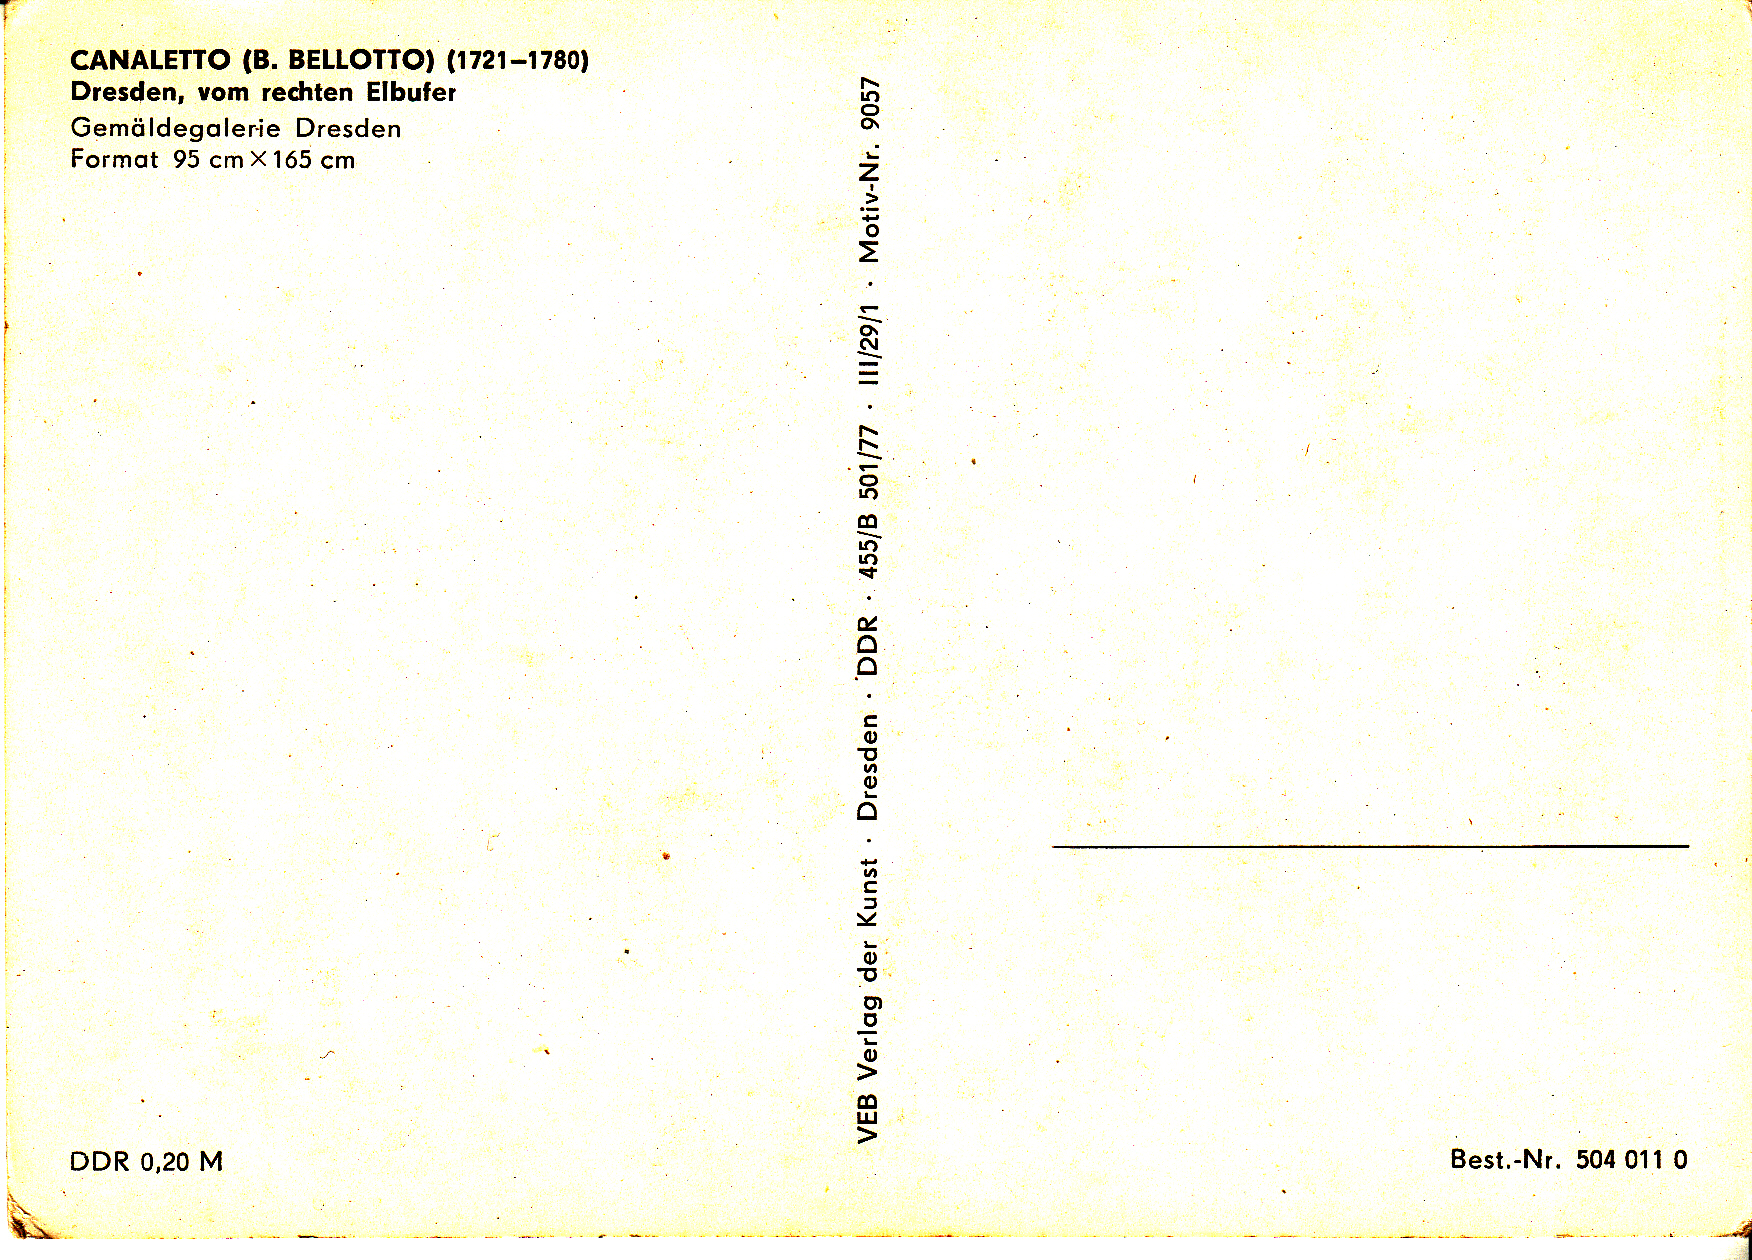 CANALETTO (B. BELLOTTO) (1721–1780)
Dresden, vom rechten Elbufer
Gemäldegalerie Dresden
Format 95 cm × 165 cm
VEB Verlag der Kunst · Dresden · DDR · 455/B 501/77 · III/29/1 · Motiv-Nr. 9057
DDR 0,20 M
Best.-Nr. 504 011 0